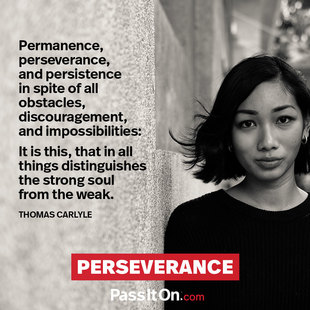 Permanence,
perseverance,
and persistence
in spite of all
obstacles,
discouragement,
and impossibilities:
It is this, that in all
things distinguishes
the strong soul
from the weak.
THOMAS CARLYLE
PERSEVERANCE
PassItOn.com